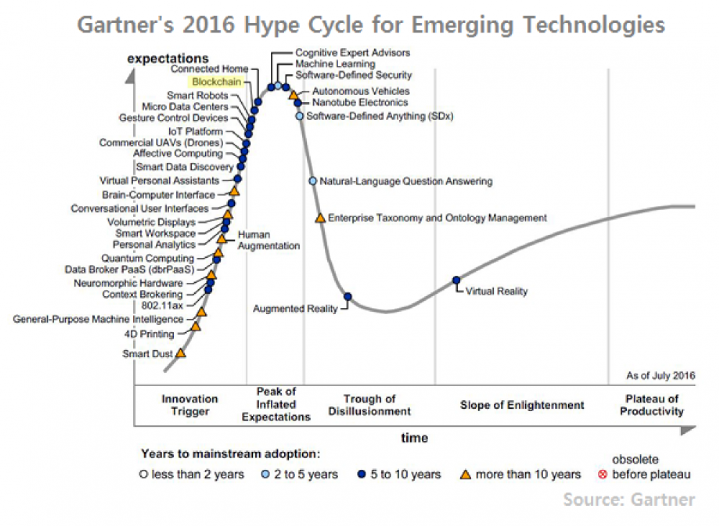 Gartner's 2016 Hype Cycle for Emerging Technologies
expectations
Cognitive Expert Advisors
Machine Learning
Software-Defined Security
Connected Home
Blockchain
Autonomous Vehicles
Smart Robots
Nanotube Electronics
Micro Data Centers
Gesture Control Devices
Software-Defined Anything (SDx)
IoT Platform
Commercial UAVs (Drones)
Affective Computing
Smart Data Discovery
Virtual Personal Assistants
Natural-Language Question Answering
Brain-Computer Interface
Conversational User Interfaces
Enterprise Taxonomy and Ontology Management
Volumetric Displays
Smart Workspace
Human
Augmentation
Personal Analytics
Quantum Computing
Data Broker PaaS (dbrPaaS)
Neuromorphic Hardware
Context Brokering
802.11ax
Virtual Reality
Augmented Reality
General-Purpose Machine Intelligence
4D Printing
Smart Dust
As of July 2016
Innovation
Trigger
Peak of
Inflated
Expectations
Trough of
Disillusionment
Slope of Enlightenment
Plateau of
Productivity
time
Years to mainstream adoption:
less than 2 years
2 to 5 years
5 to 10 years
more than 10 years
obsolete
before plateau
Source: Gartner